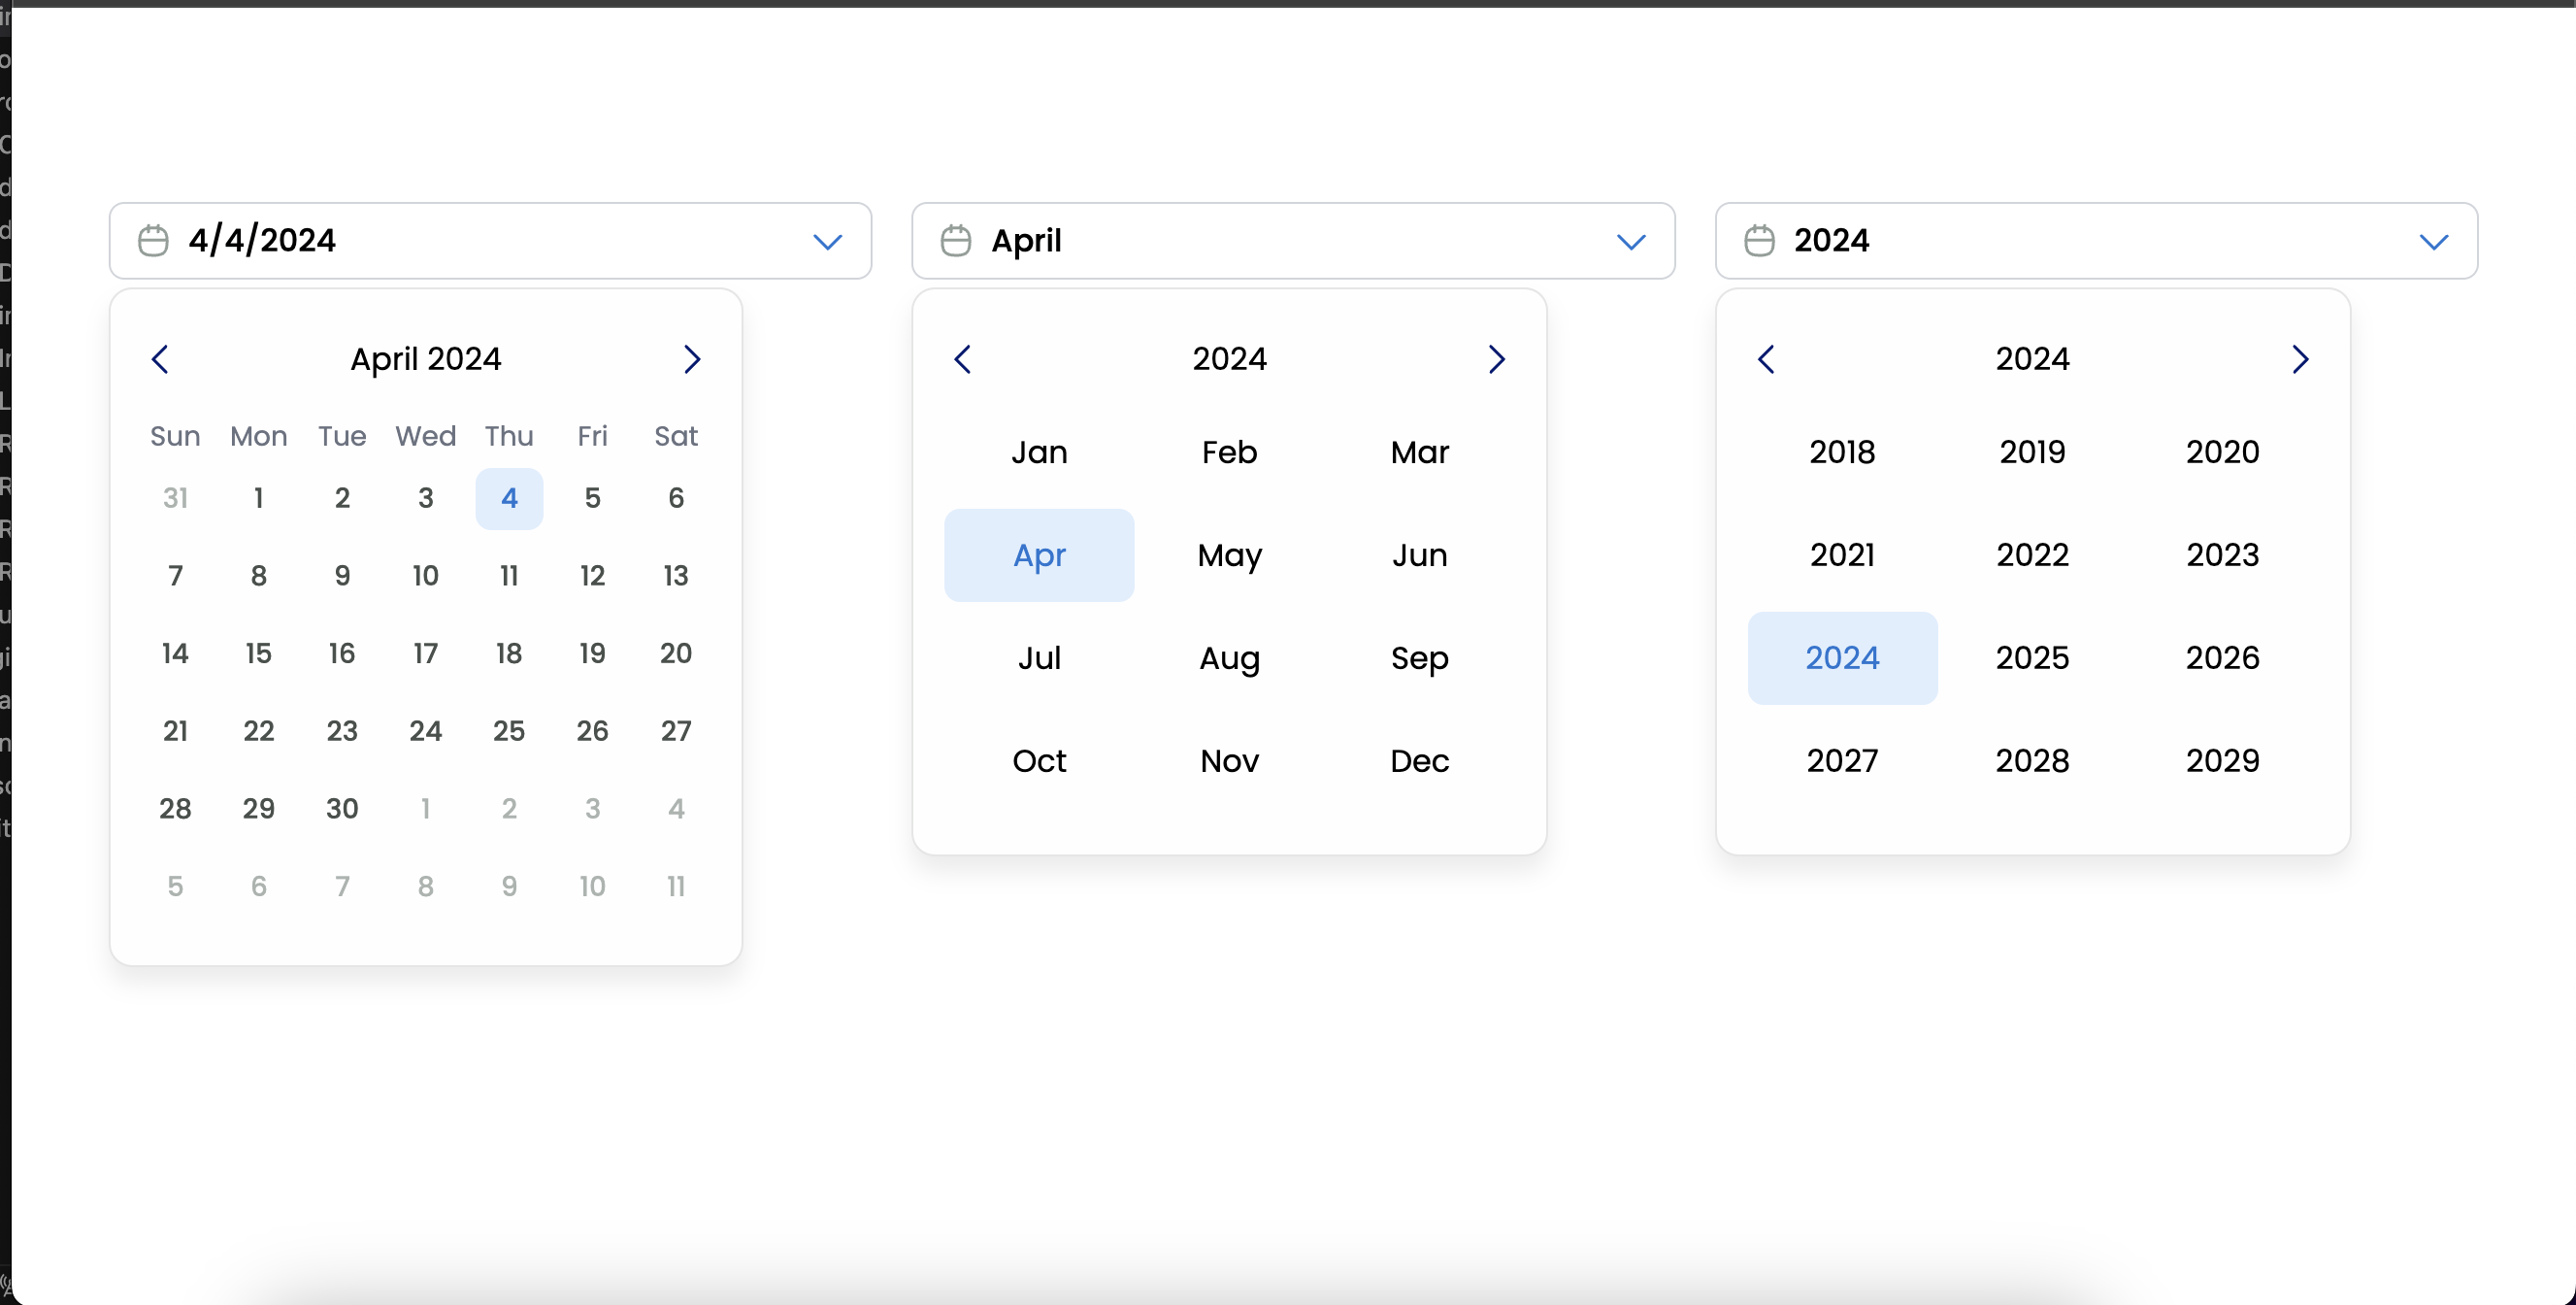 4/4/2024
April 2024
Sun Mon Tue Wed Thu Fri Sat
31 1 2 3 4 5 6
7 8 9 10 11 12 13
14 15 16 17 18 19 20
21 22 23 24 25 26 27
28 29 30 1 2 3 4
5 6 7 8 9 10 11
April
2024
Jan Feb Mar
Apr May Jun
Jul Aug Sep
Oct Nov Dec
2024
2024
2018 2019 2020
2021 2022 2023
2024 2025 2026
2027 2028 2029